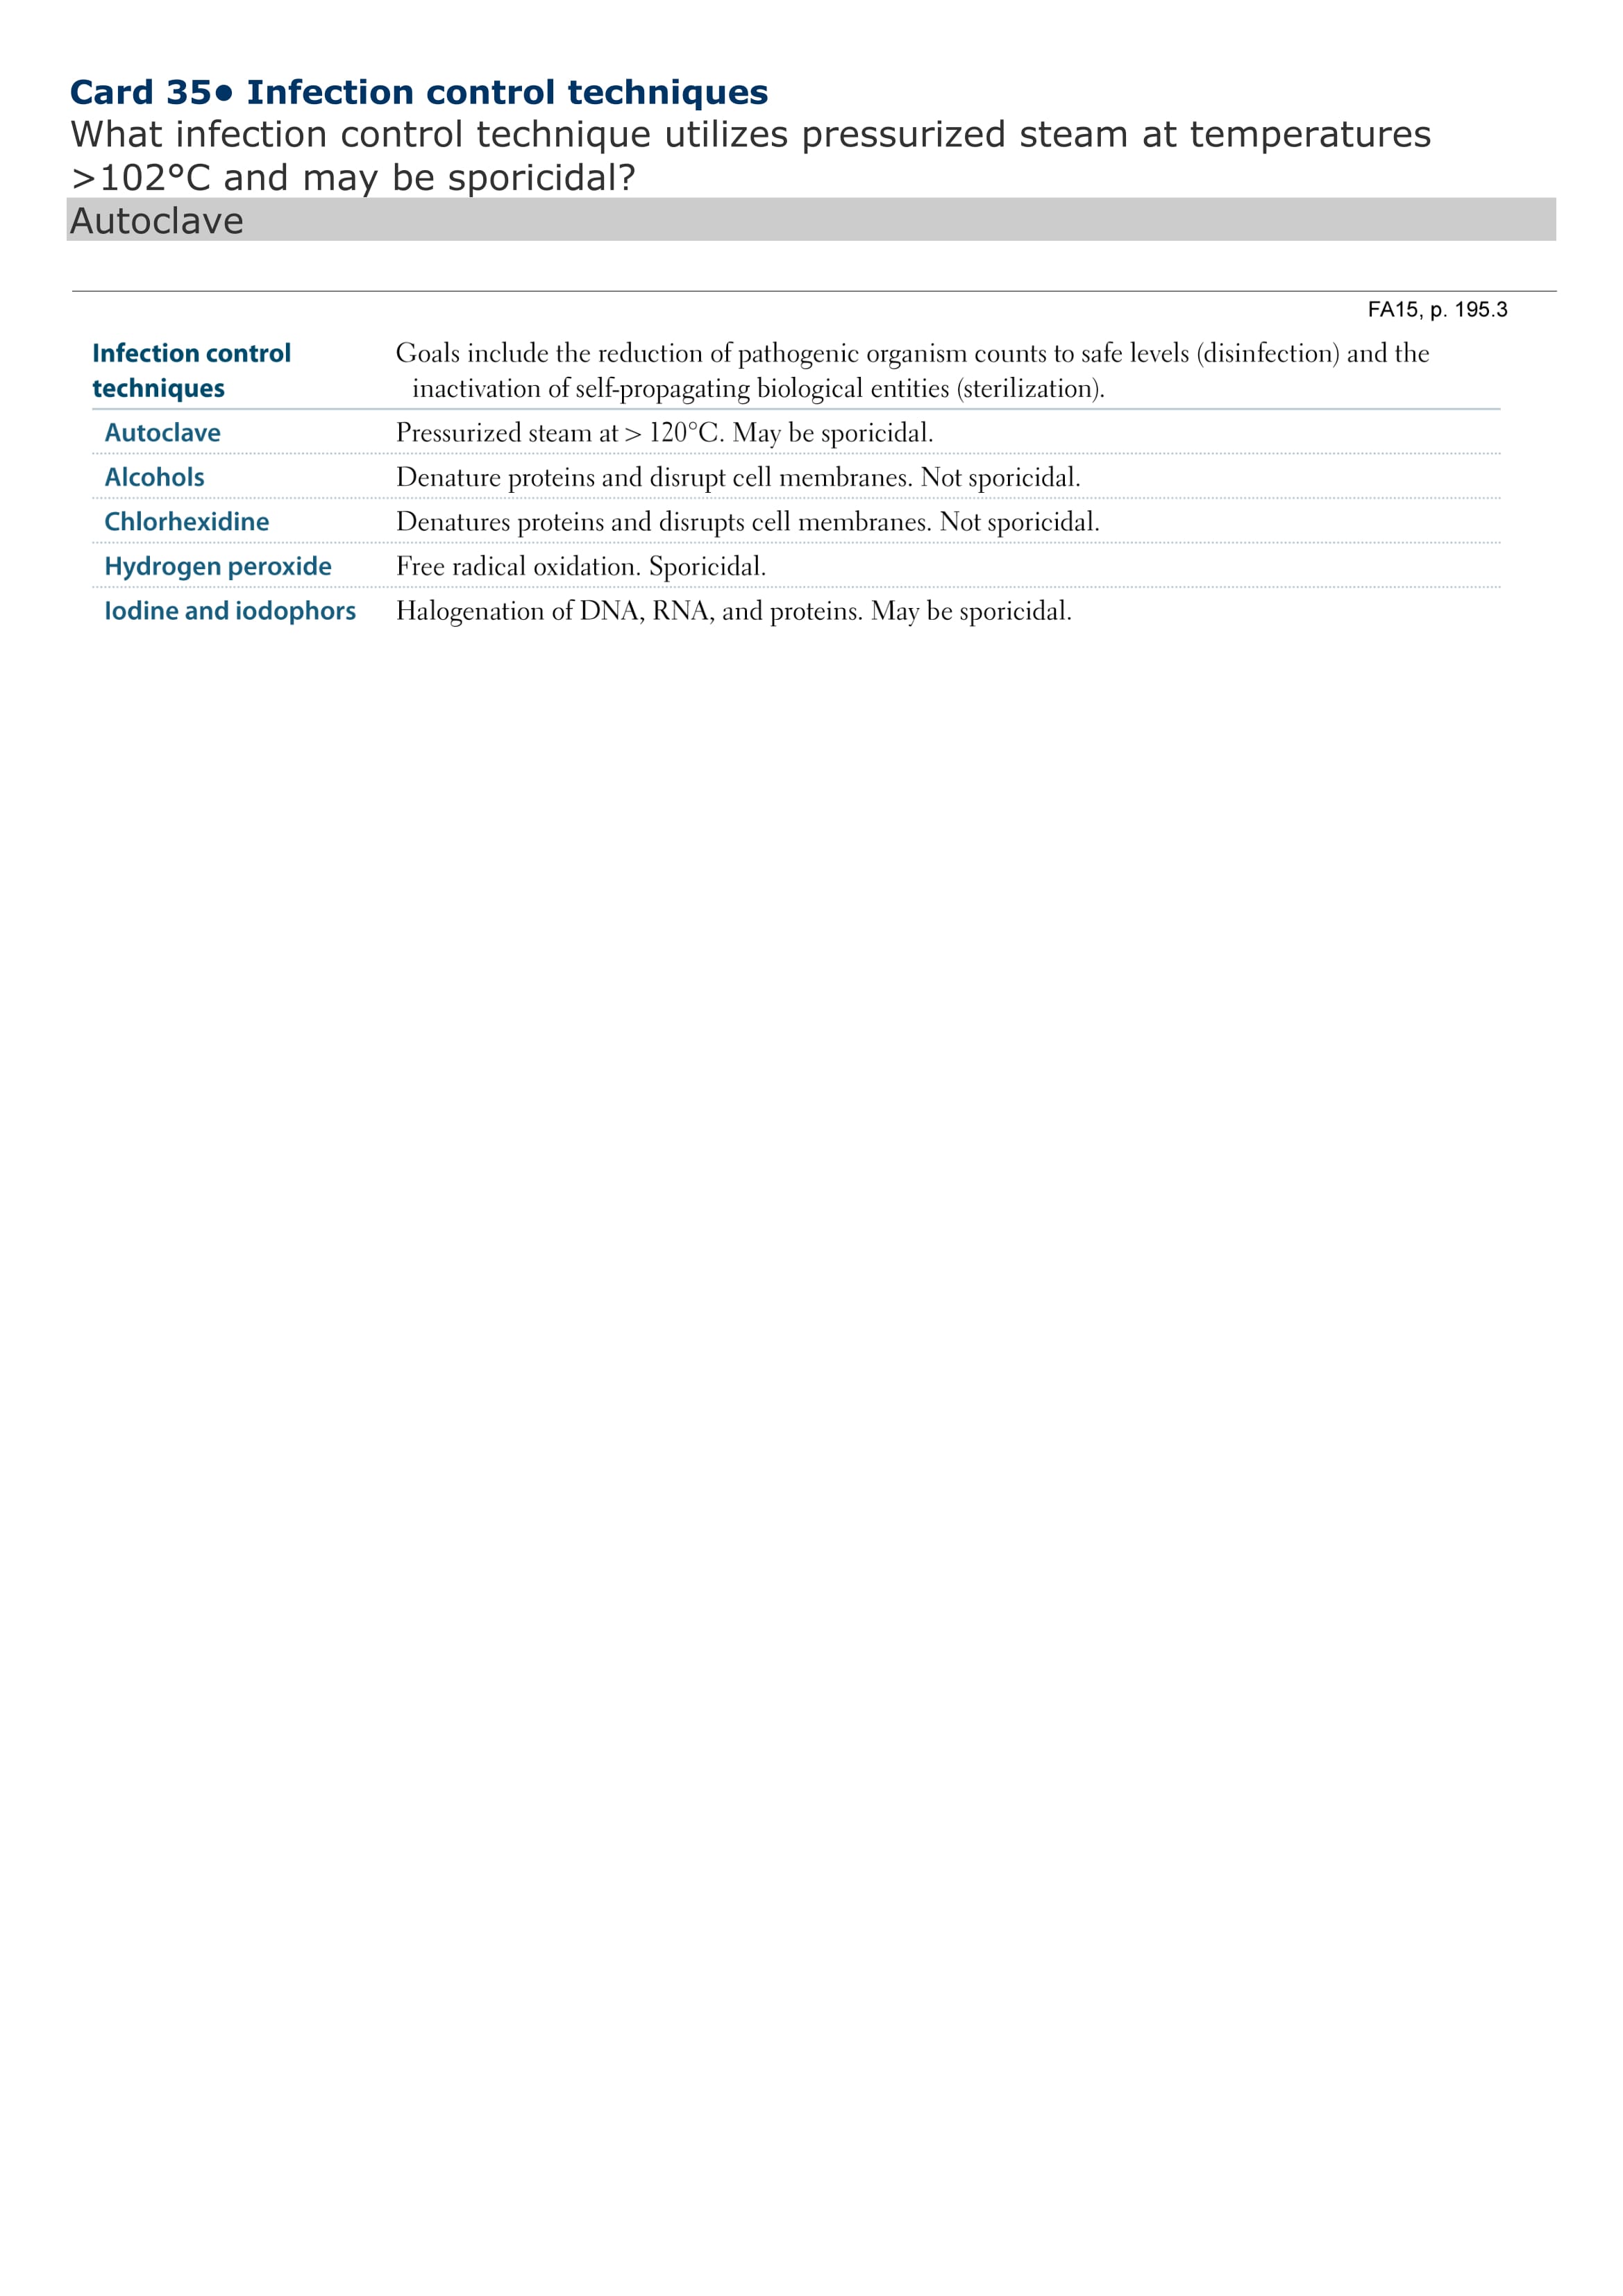 Card 35● Infection control techniques
What infection control technique utilizes pressurized steam at temperatures
>102°C and may be sporicidal?
Autoclave
FA15, p. 195.3
Infection control techniques
Goals include the reduction of pathogenic organism counts to safe levels (disinfection) and the
inactivation of self-propagating biological entities (sterilization).
Autoclave Pressurized steam at > 120°C. May be sporicidal.
Alcohols Denature proteins and disrupt cell membranes. Not sporicidal.
Chlorhexidine Denatures proteins and disrupts cell membranes. Not sporicidal.
Hydrogen peroxide Free radical oxidation. Sporicidal.
Iodine and iodophors Halogenation of DNA, RNA, and proteins. May be sporicidal.